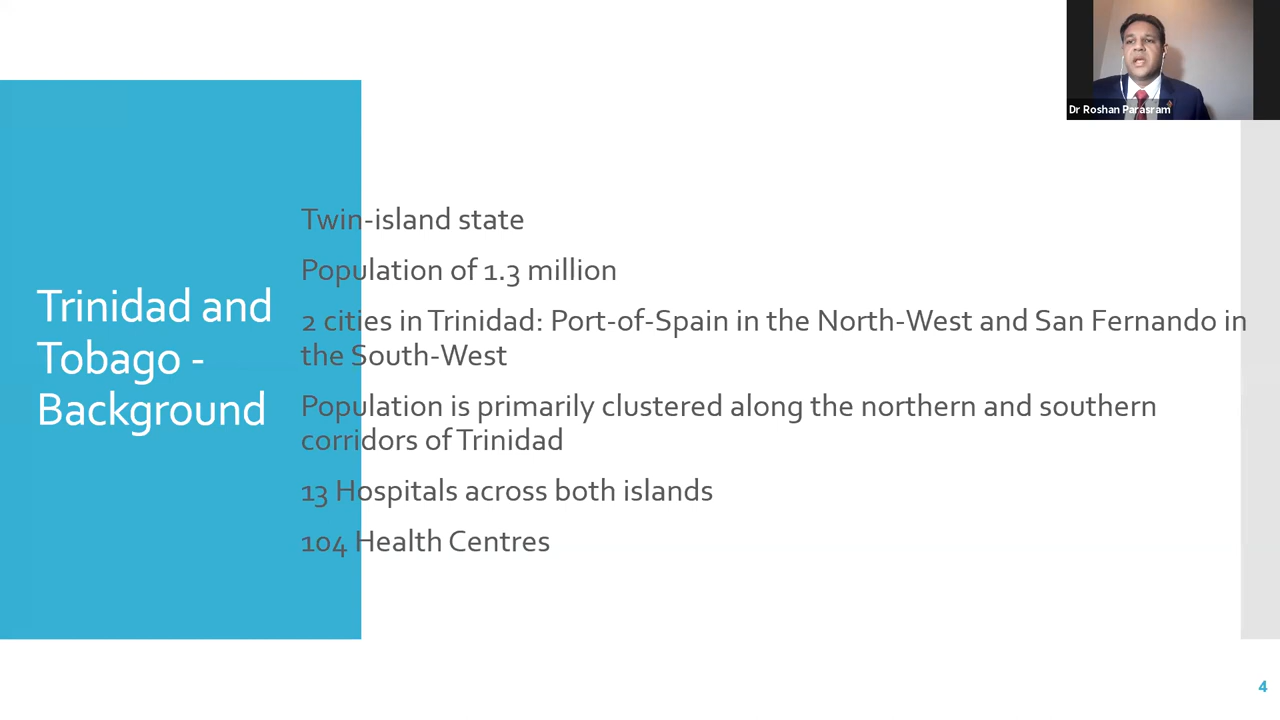 Dr Roshan Parasram
Trinidad and
Tobago -
Background
Twin-island state
Population of 1.3 million
2 cities in Trinidad: Port-of-Spain in the North-West and San Fernando in
the South-West
Population is primarily clustered along the northern and southern
corridors of Trinidad
13 Hospitals across both islands
104 Health Centres
4